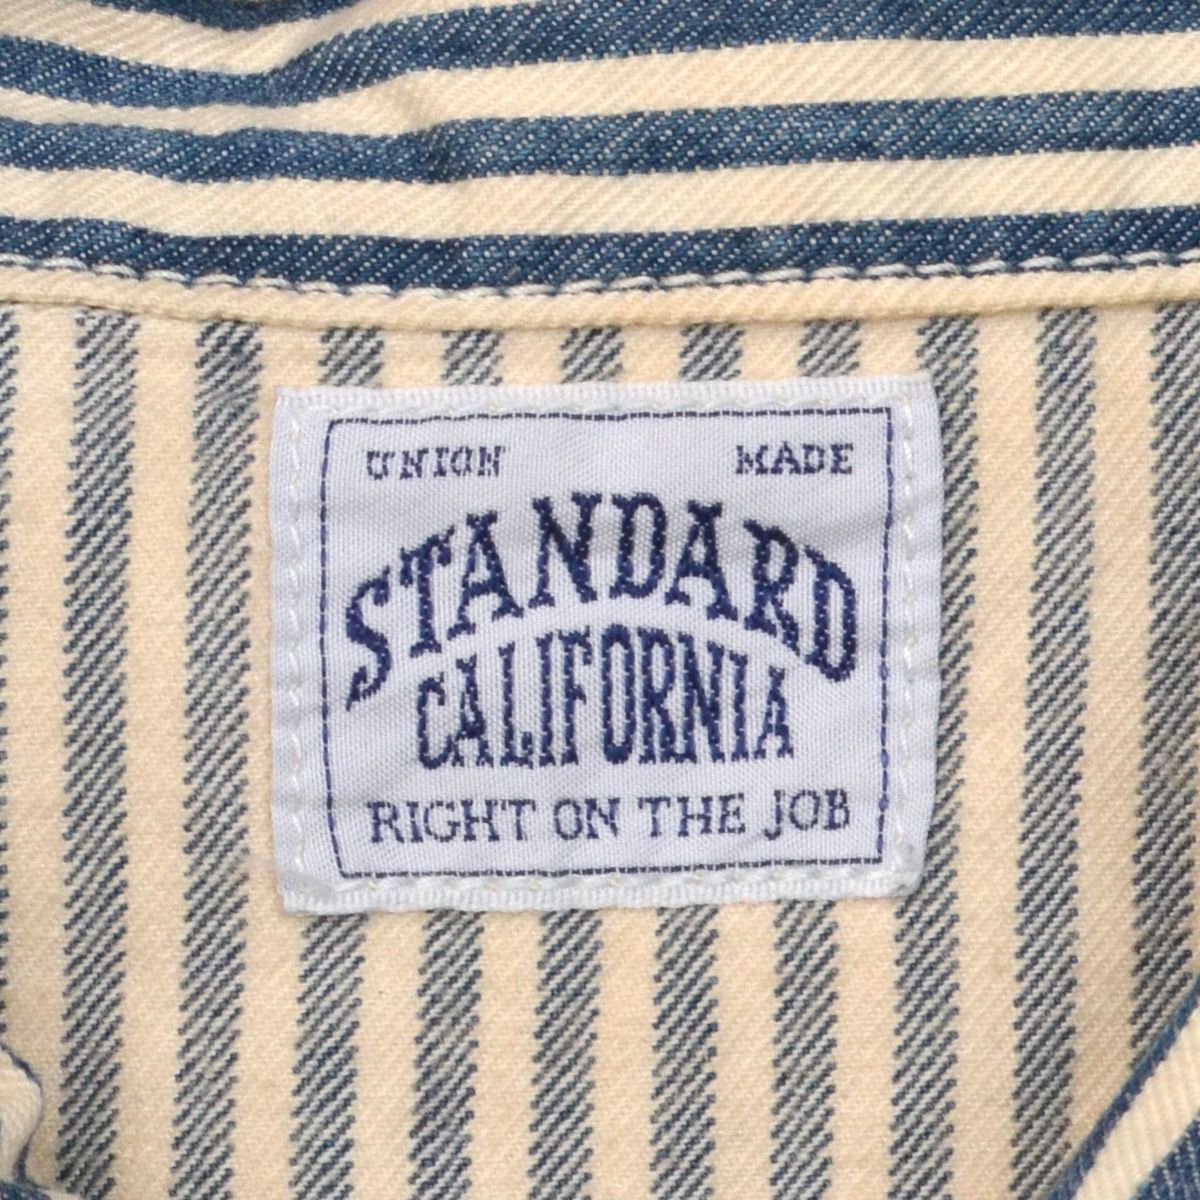 UNION MADE
STANDARD
CALIFORNIA
RIGHT ON THE JOB